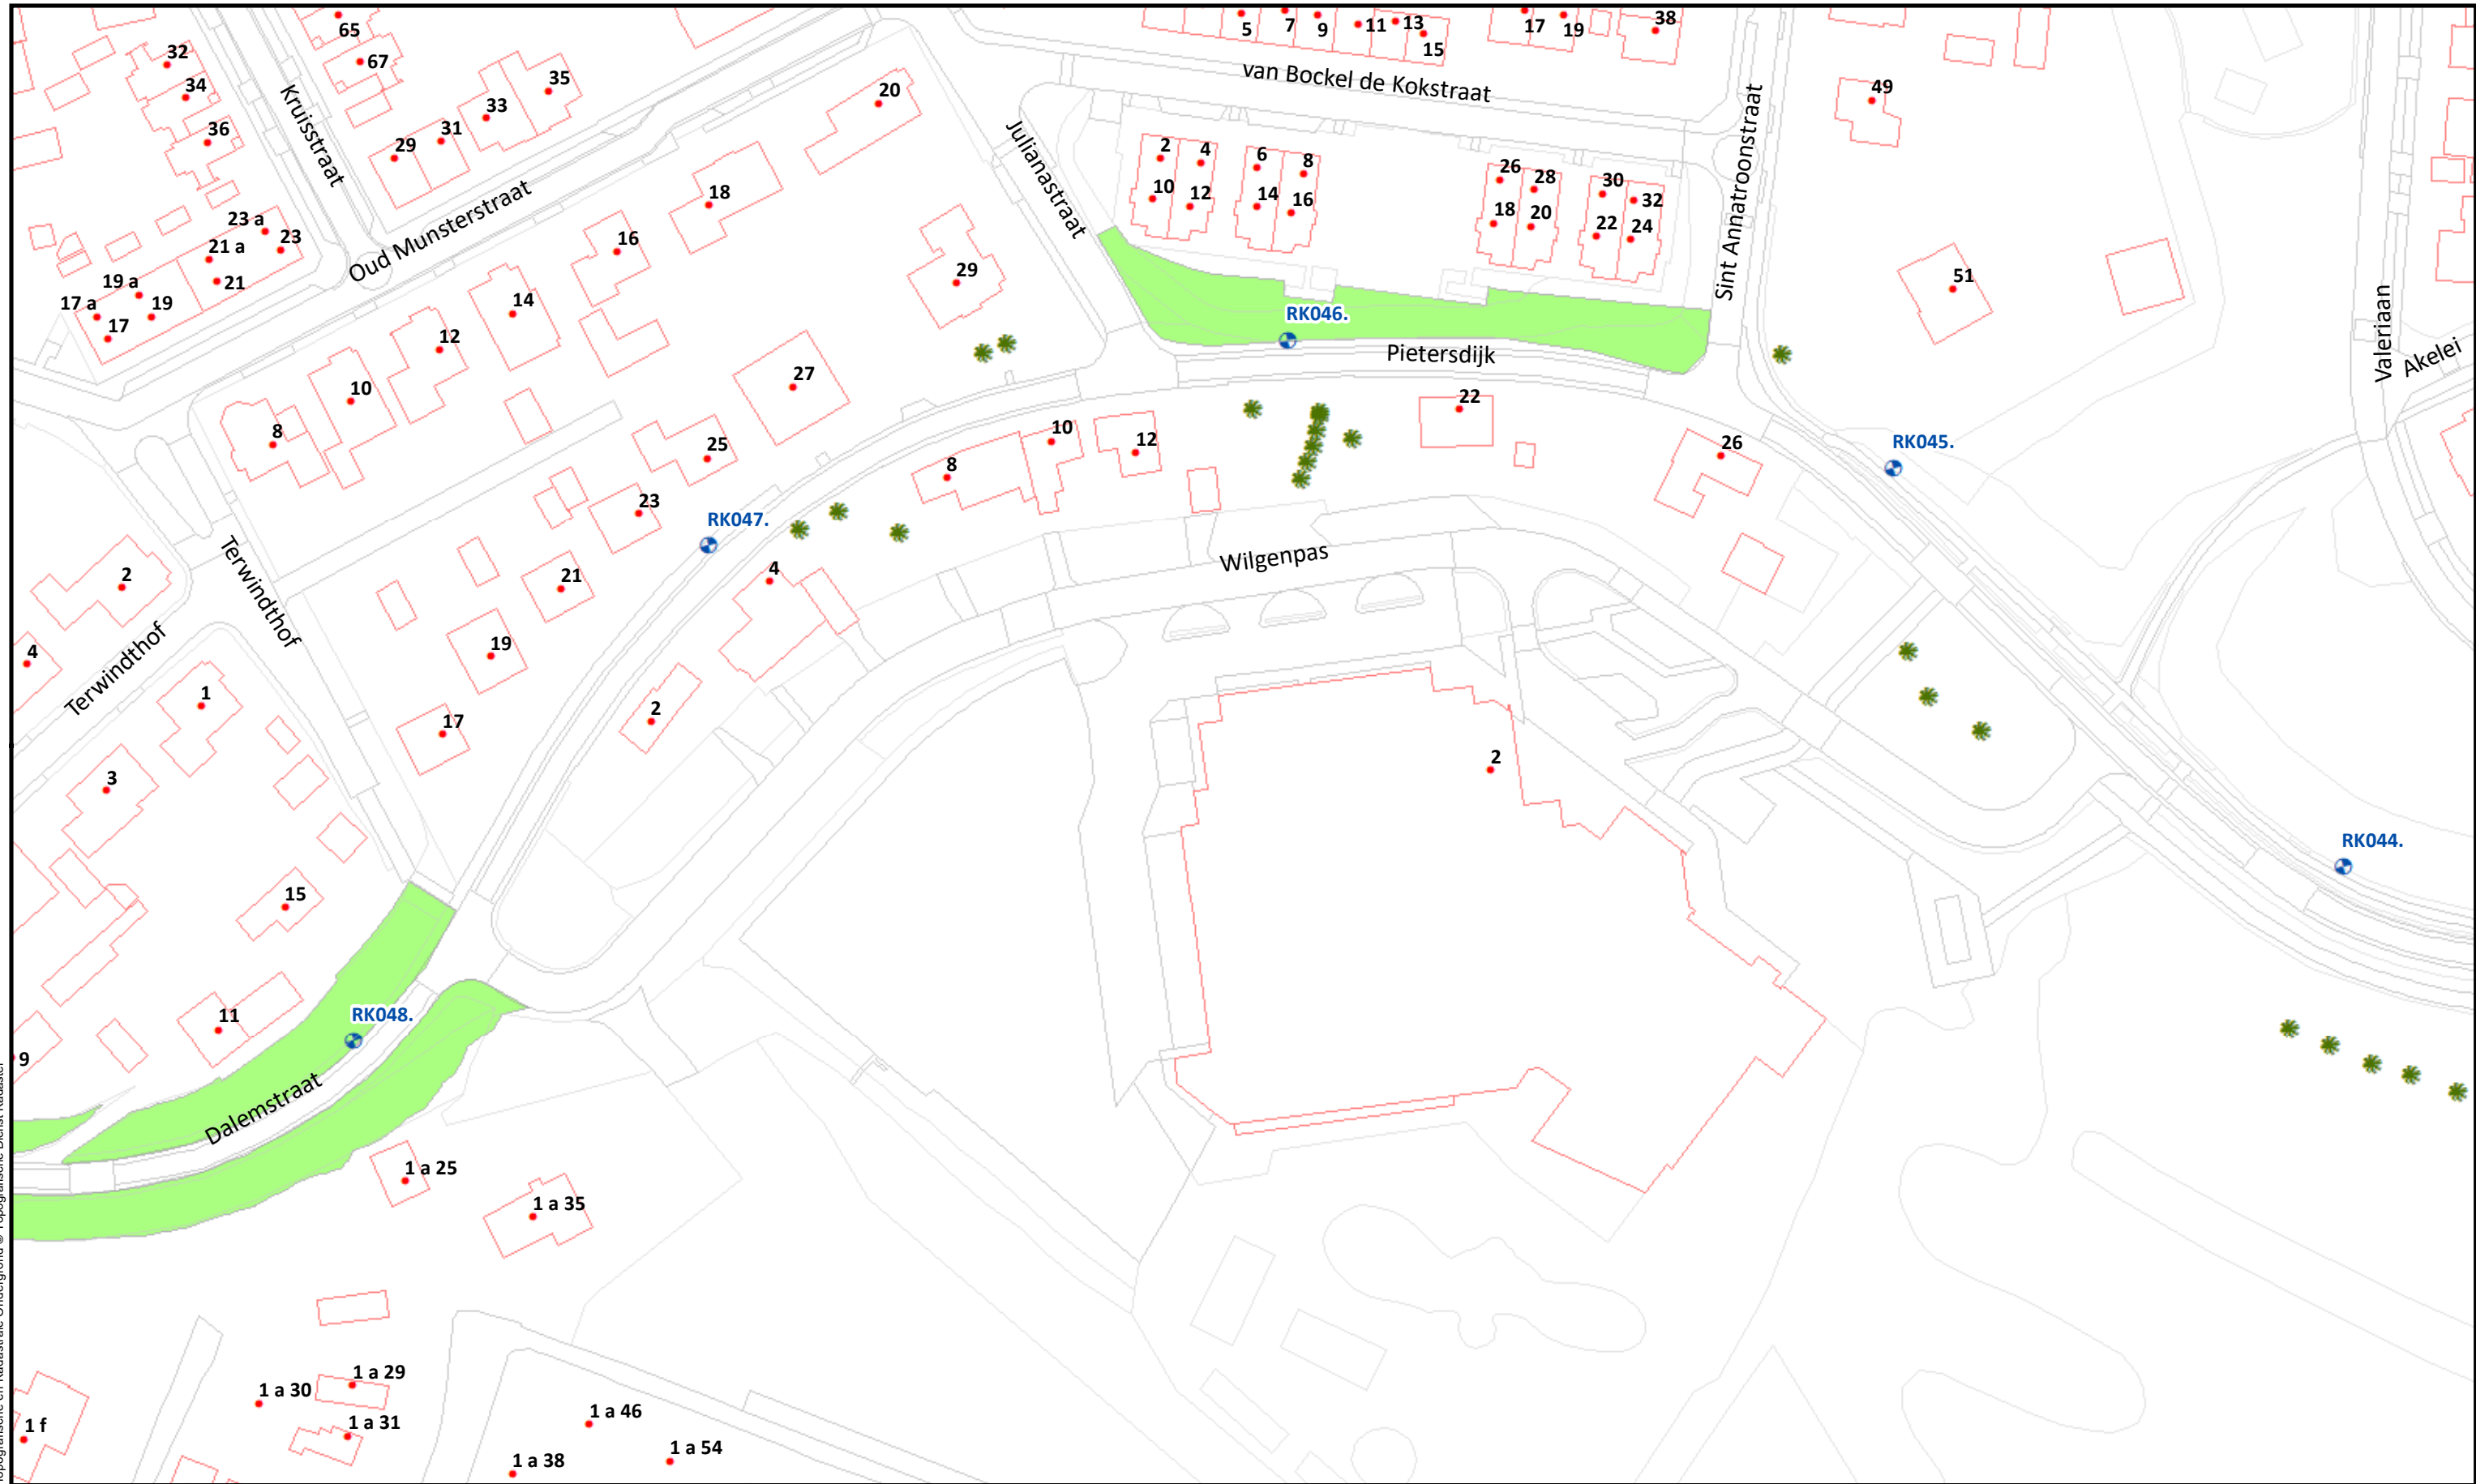 65
67
5
7
9
11
13
15
17
19
38
32
34
36
Kruisstraat
29
31
33
35
20
18
van Bockel de Kokstraat
Julianastraat
Sint Annatroonstraat
49
2
4
6
8
10
12
14
16
26
28
30
32
18
20
22
24
23 a
23
21 a
21
19 a
19
17 a
17
Oud Munsterstraat
16
14
12
10
8
29
27
25
23
21
19
17
51
RK046.
Pietersdijk
Valeriaan
Akelei
22
10
12
8
26
RK045.
RK047.
Wilgenpas
Terwindthof
2
4
Terwindthof
1
3
4
2
2
15
11
9
RK048.
Dalemstraat
RK044.
1 a 25
1 a 35
1 a 29
1 a 30
1 a 31
1 f
1 a 46
1 a 38
1 a 54